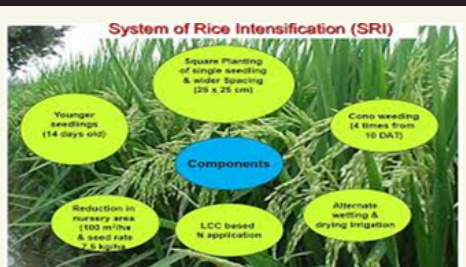 System of Rice Intensification (SRI)
Square Planting
of single seedling
& wider Spacing
(25 x 25 cm)
Younger
seedlings
(14 days old)
Cono weeding
(4 times from
10 DAT)
Components
Reduction in
nursery area
(100 m²/ha
& seed rate
7.5 kg/ha
LCC based
N application
Alternate
wetting &
drying Irrigation